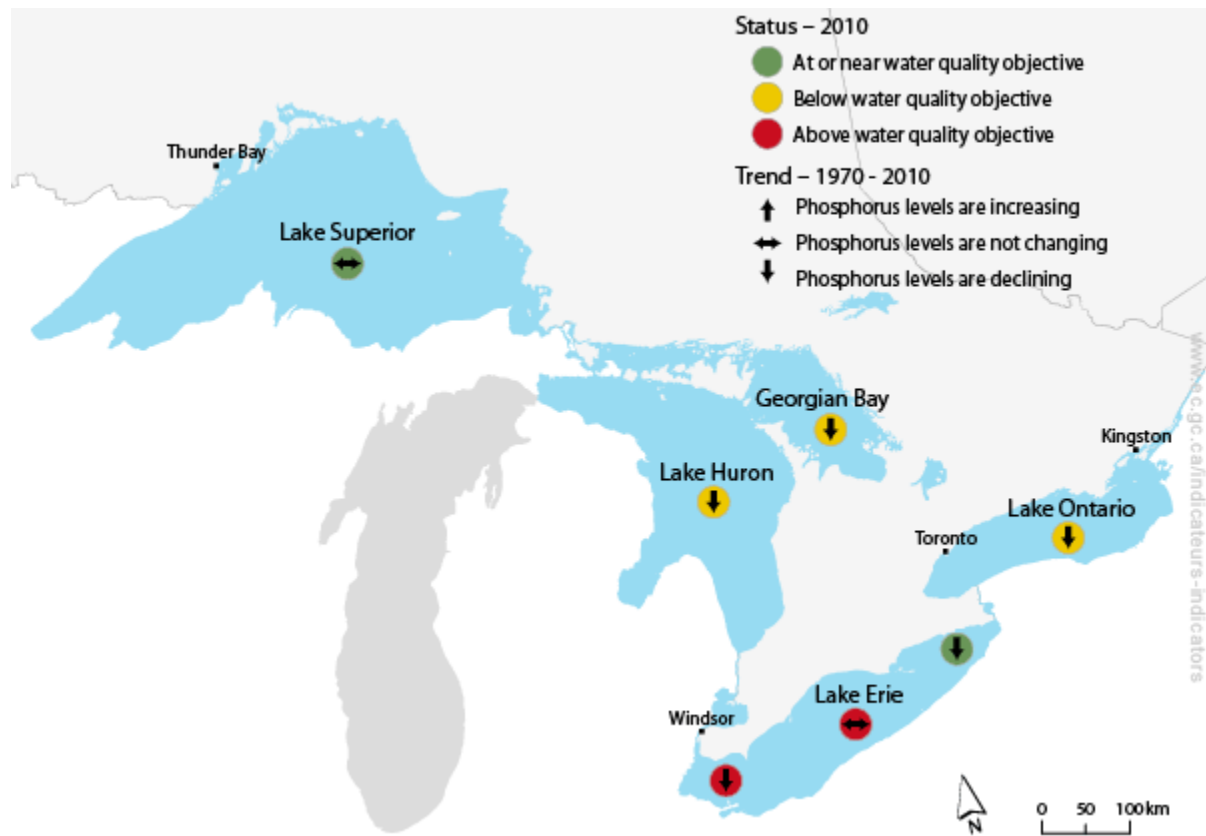 Status – 2010
At or near water quality objective
Below water quality objective
Above water quality objective
Trend – 1970 - 2010
Phosphorus levels are increasing
Phosphorus levels are not changing
Phosphorus levels are declining
Thunder Bay
Lake Superior
Georgian Bay
Kingston
Lake Huron
Lake Ontario
Toronto
Lake Erie
Windsor
N
0 50 100 km
www.ec.gc.ca/indicateurs-indicators